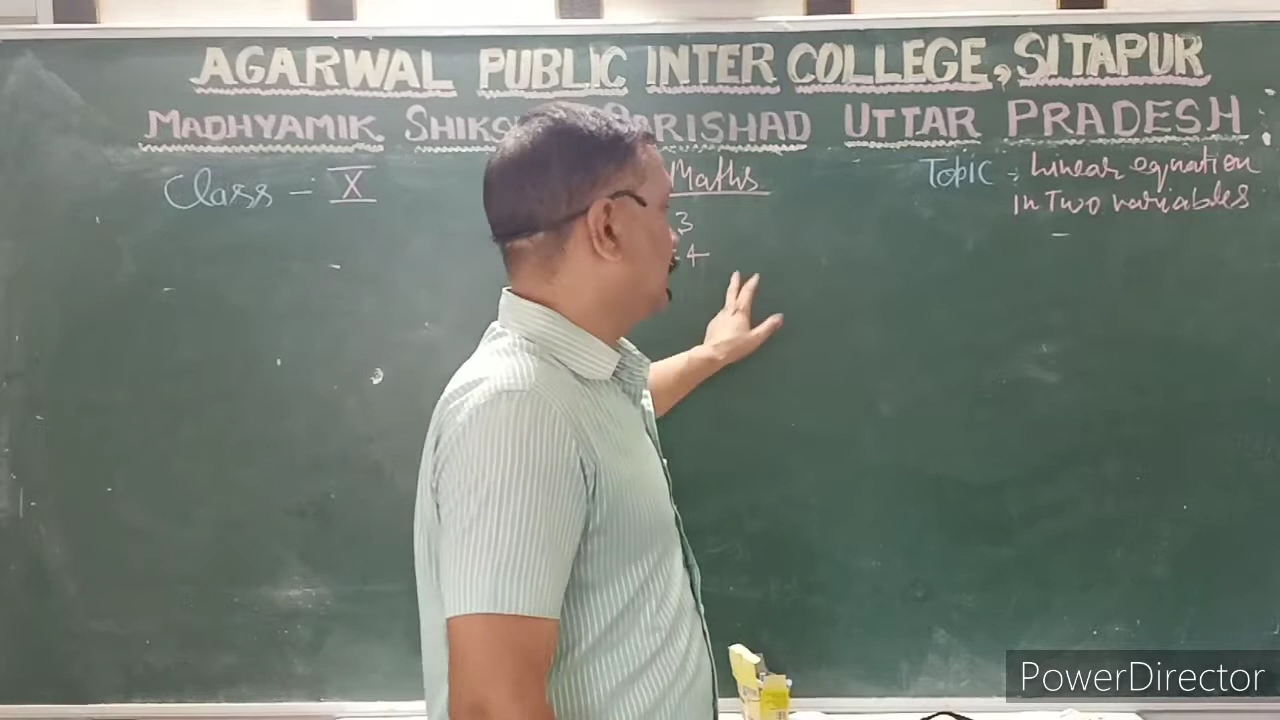 AGARWAL PUBLIC INTER COLLEGE, SITAPUR
MADHYAMIK PARISHAD UTTAR PRADESH
Class - X
Maths
Topic : Linear equation
in Two variables
3
4
PowerDirector